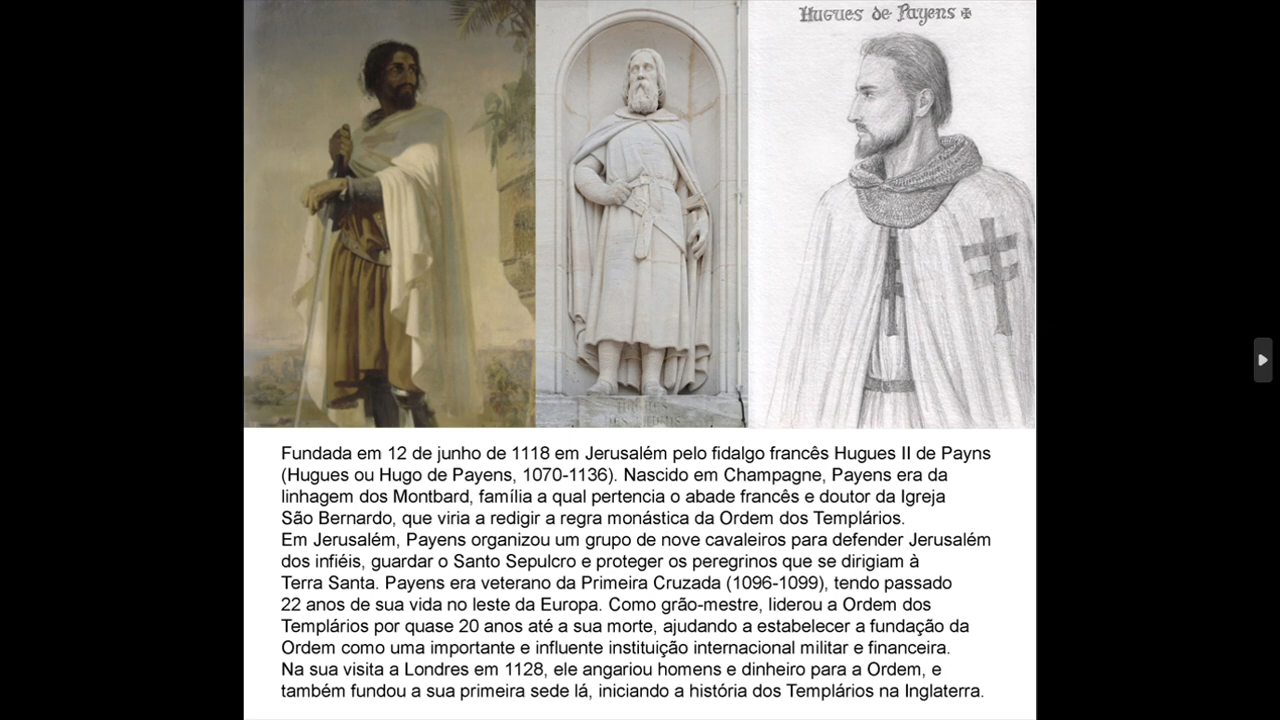 Hugues de Payens ✠
Fundada em 12 de junho de 1118 em Jerusalém pelo fidalgo francês Hugues II de Payns
(Hugues ou Hugo de Payens, 1070-1136). Nascido em Champagne, Payens era da
linhagem dos Montbard, família a qual pertencia o abade francês e doutor da Igreja
São Bernardo, que viria a redigir a regra monástica da Ordem dos Templários.
Em Jerusalém, Payens organizou um grupo de nove cavaleiros para defender Jerusalém
dos infiéis, guardar o Santo Sepulcro e proteger os peregrinos que se dirigiam à
Terra Santa. Payens era veterano da Primeira Cruzada (1096-1099), tendo passado
22 anos de sua vida no leste da Europa. Como grão-mestre, liderou a Ordem dos
Templários por quase 20 anos até a sua morte, ajudando a estabelecer a fundação da
Ordem como uma importante e influente instituição internacional militar e financeira.
Na sua visita a Londres em 1128, ele angariou homens e dinheiro para a Ordem, e
também fundou a sua primeira sede lá, iniciando a história dos Templários na Inglaterra.